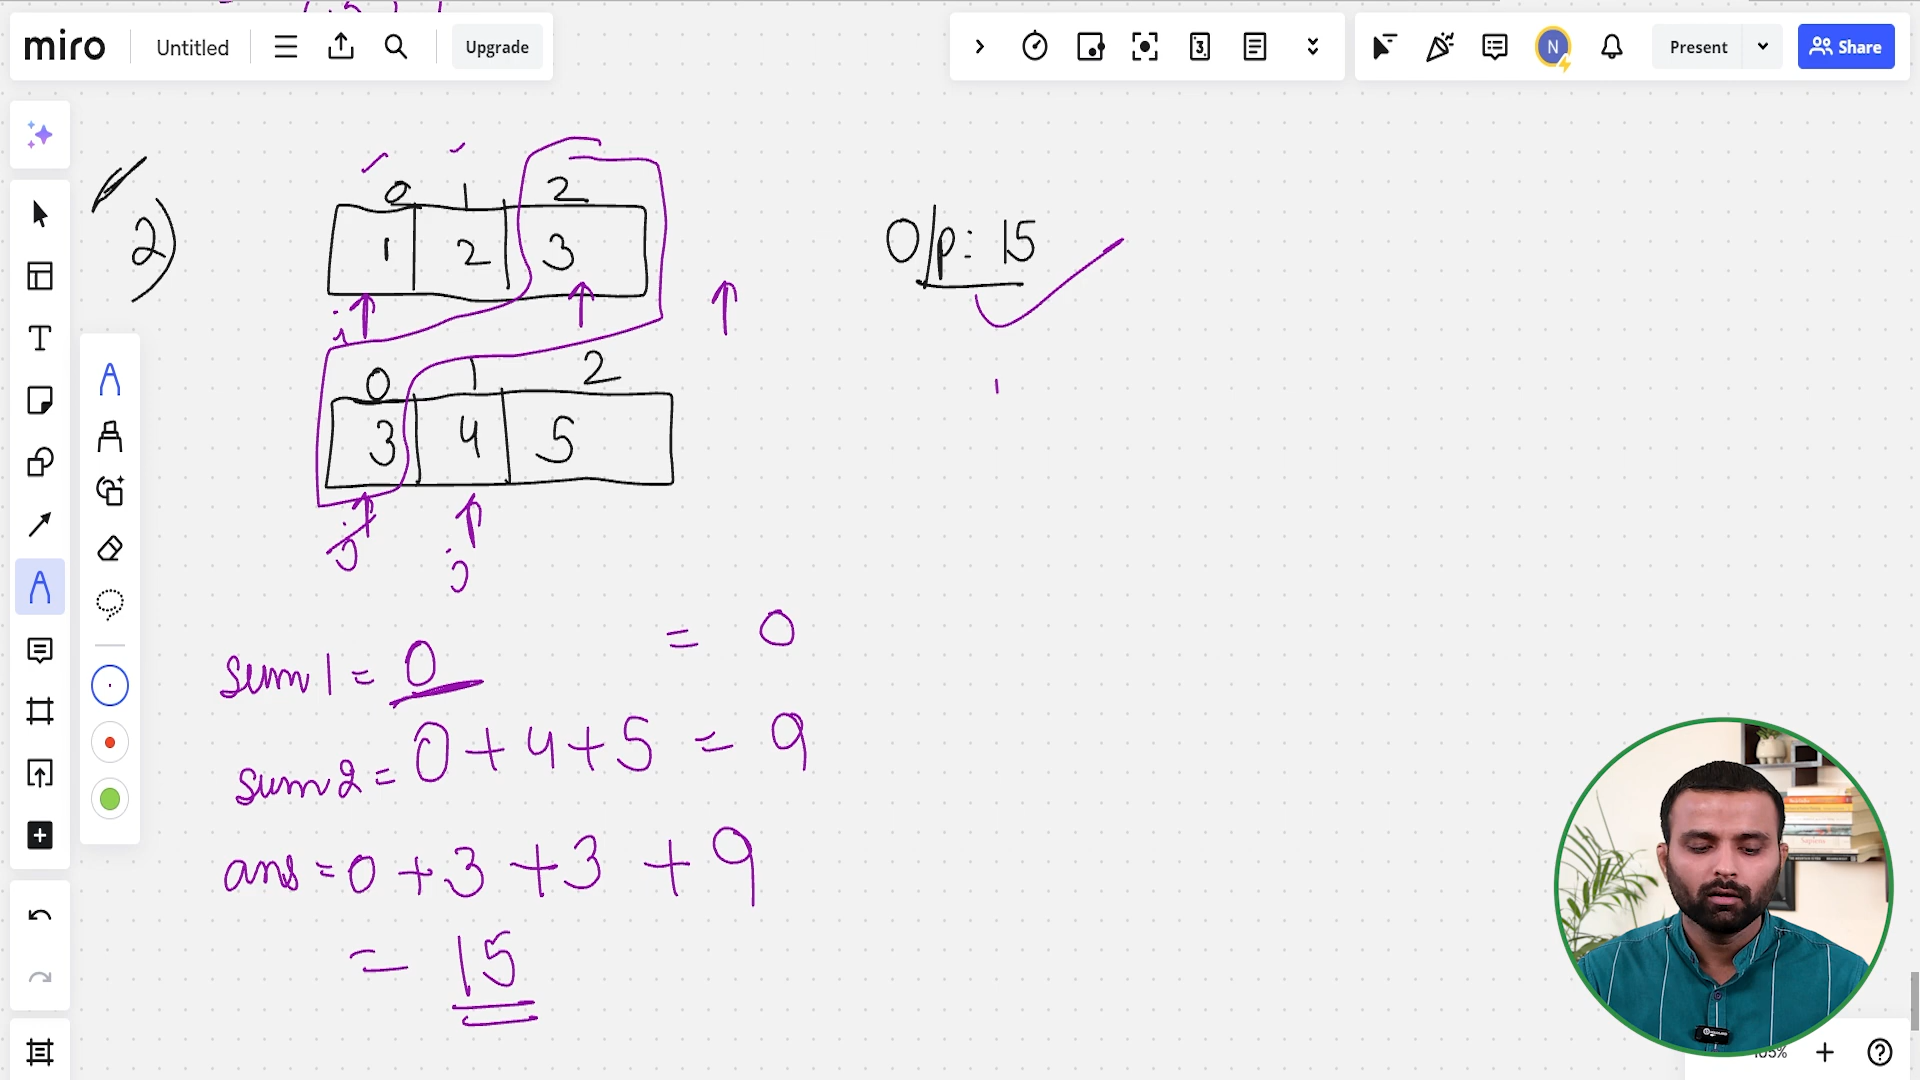 miro Untitled Upgrade 3 N Present Share
2)
0 1 2
1 2 3
O/p: 15
i
0 1 2
3 4 5
j j
sum1 = 0 = 0
sum2 = 0+4+5 = 9
ans = 0 + 3 + 3 + 9
= 15